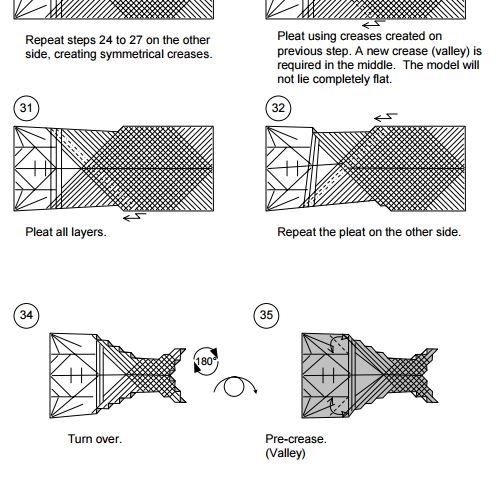 Repeat steps 24 to 27 on the other
side, creating symmetrical creases.
Pleat using creases created on
previous step. A new crease (valley) is
required in the middle. The model will
not lie completely flat.
31
32
Pleat all layers.
Repeat the pleat on the other side.
34
35
180°
Turn over.
Pre-crease.
(Valley)